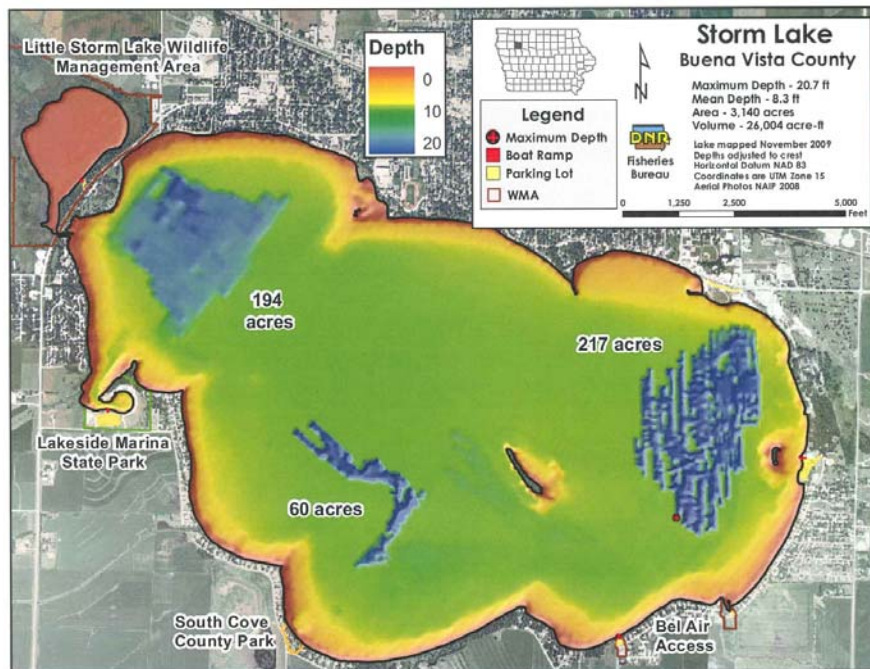 Little Storm Lake Wildlife
Management Area
Depth
0
10
20
Storm Lake
Buena Vista County
Maximum Depth - 20.7 ft
Mean Depth - 8.3 ft
Area - 3,140 acres
Volume - 26,004 acre-ft
Lake mapped November 2009
Depths adjusted to crest
Horizontal Datum NAD 83
Coordinates are UTM Zone 15
Aerial Photos NAIP 2008
Legend
Maximum Depth
Boat Ramp
Parking Lot
WMA
DNR
Fisheries
Bureau
0 1,250 2,500 5,000
Feet
194
acres
217 acres
Lakeside Marina
State Park
60 acres
South Cove
County Park
Bel Air
Access